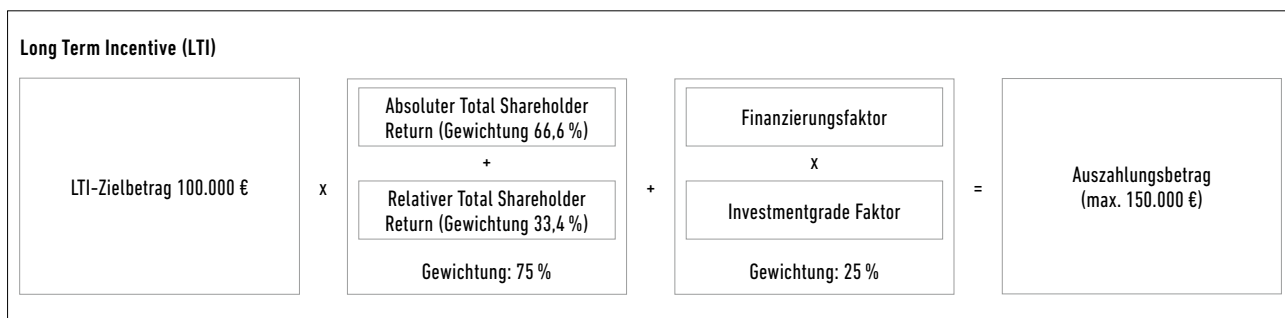 Long Term Incentive (LTI)
LTI-Zielbetrag 100.000 €
x
Absoluter Total Shareholder
Return (Gewichtung 66,6 %)
+
Relativer Total Shareholder
Return (Gewichtung 33,4 %)
Gewichtung: 75 %
+
Finanzierungsfaktor
x
Investmentgrade Faktor
Gewichtung: 25 %
=
Auszahlungsbetrag
(max. 150.000 €)